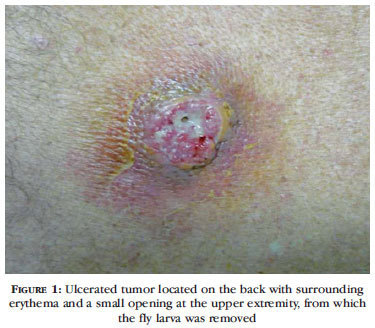 FIGURE 1: Ulcerated tumor located on the back with surrounding
erythema and a small opening at the upper extremity, from which
the fly larva was removed